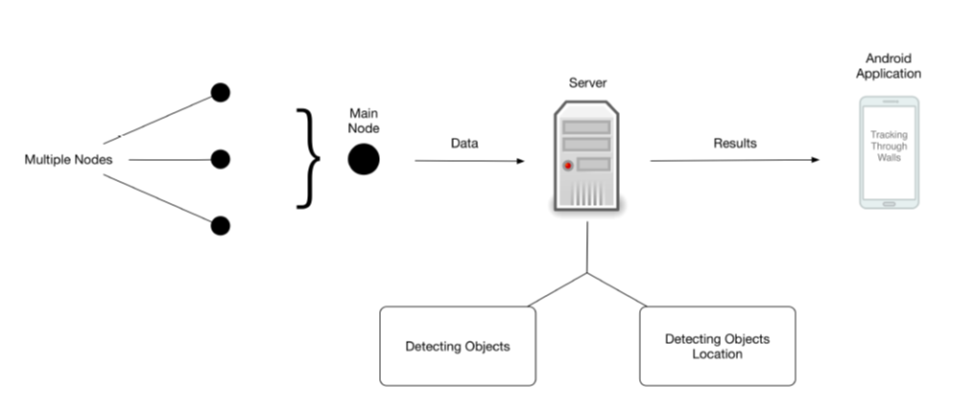 Multiple Nodes
Main
Node
Data
Server
Results
Android
Application
Tracking
Through
Walls
Detecting Objects
Detecting Objects
Location